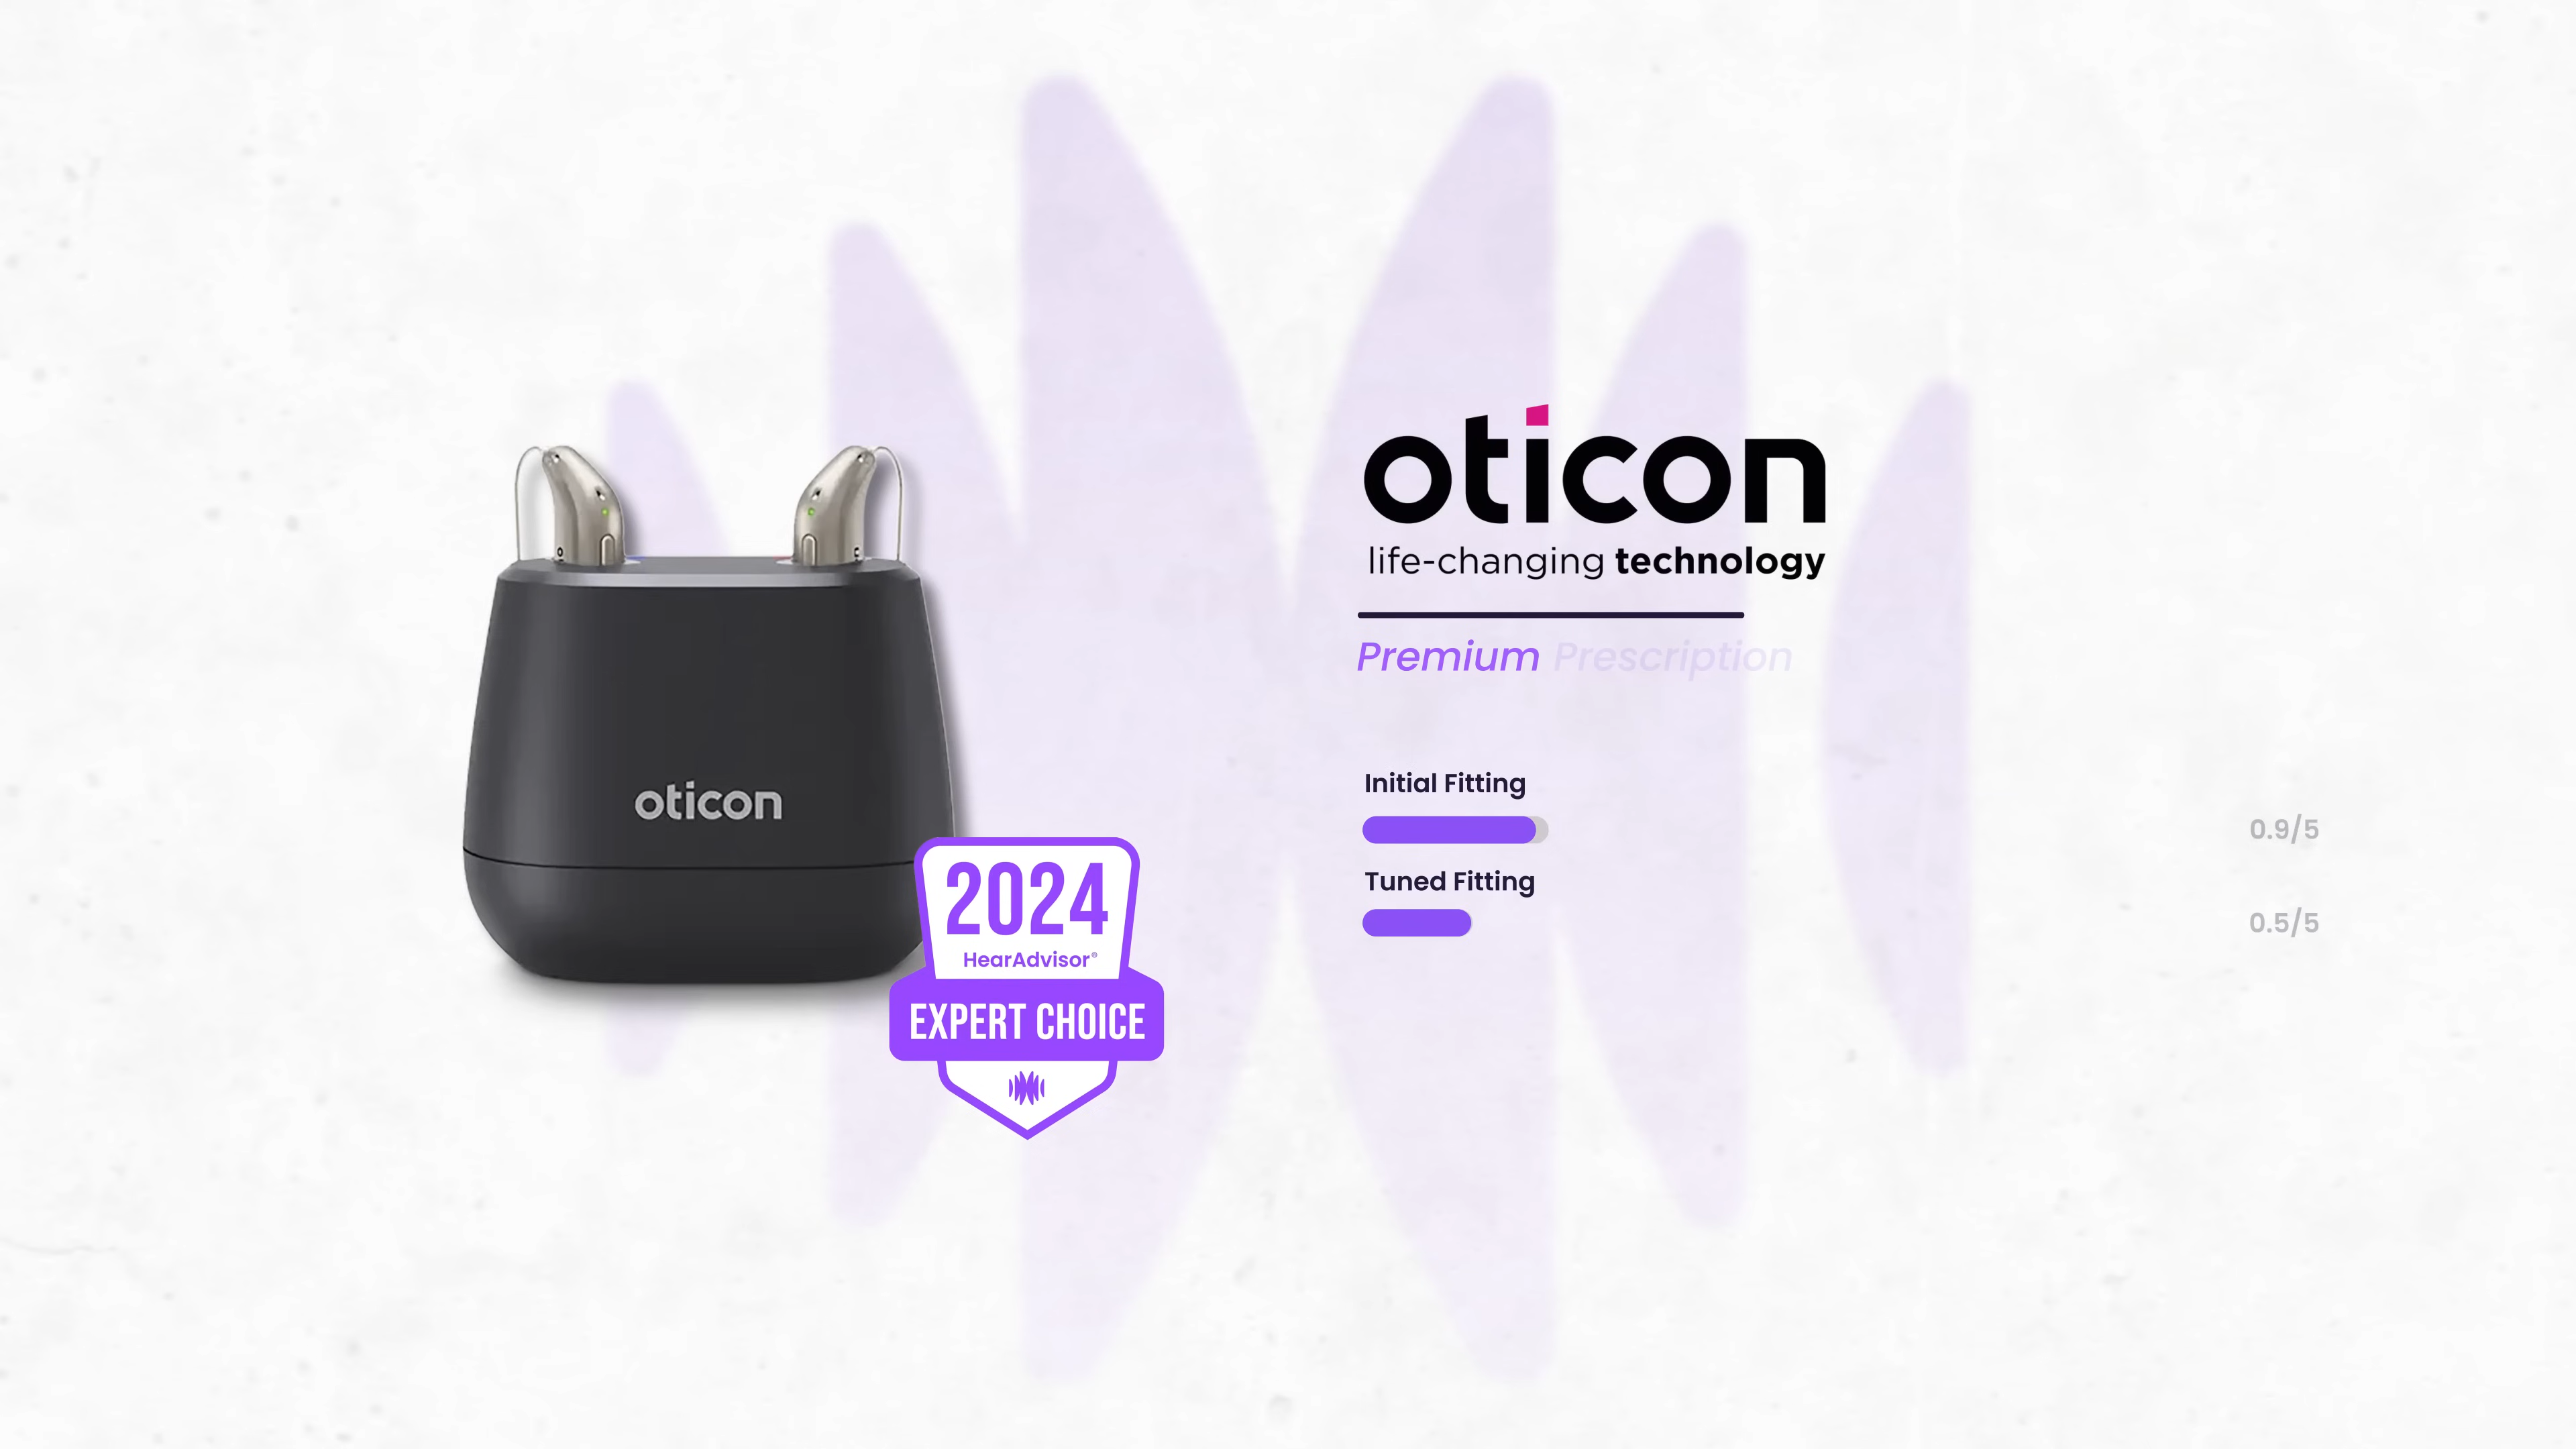 oticon
2024
HearAdvisor®
EXPERT CHOICE
oticon
life-changing technology
Premium Prescription
Initial Fitting
0.9/5
Tuned Fitting
0.5/5